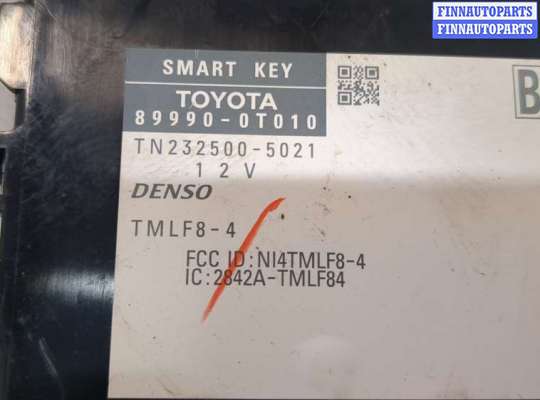 FINNAUTOPARTS
FINNAUTOPARTS
SMART KEY
TOYOTA
89990-0T010
B
TN232500-5021
12V
DENSO
TMLF8-4
FCC ID:NI4TMLF8-4
IC:2842A-TMLF84